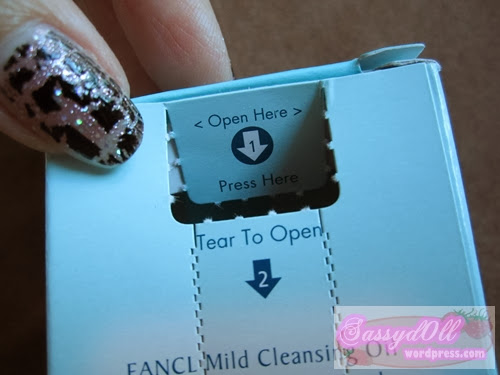 < Open Here >
1
Press Here
Tear To Open
2
FANCL Mild Cleansing Oil
SassydOll
wordpress.com